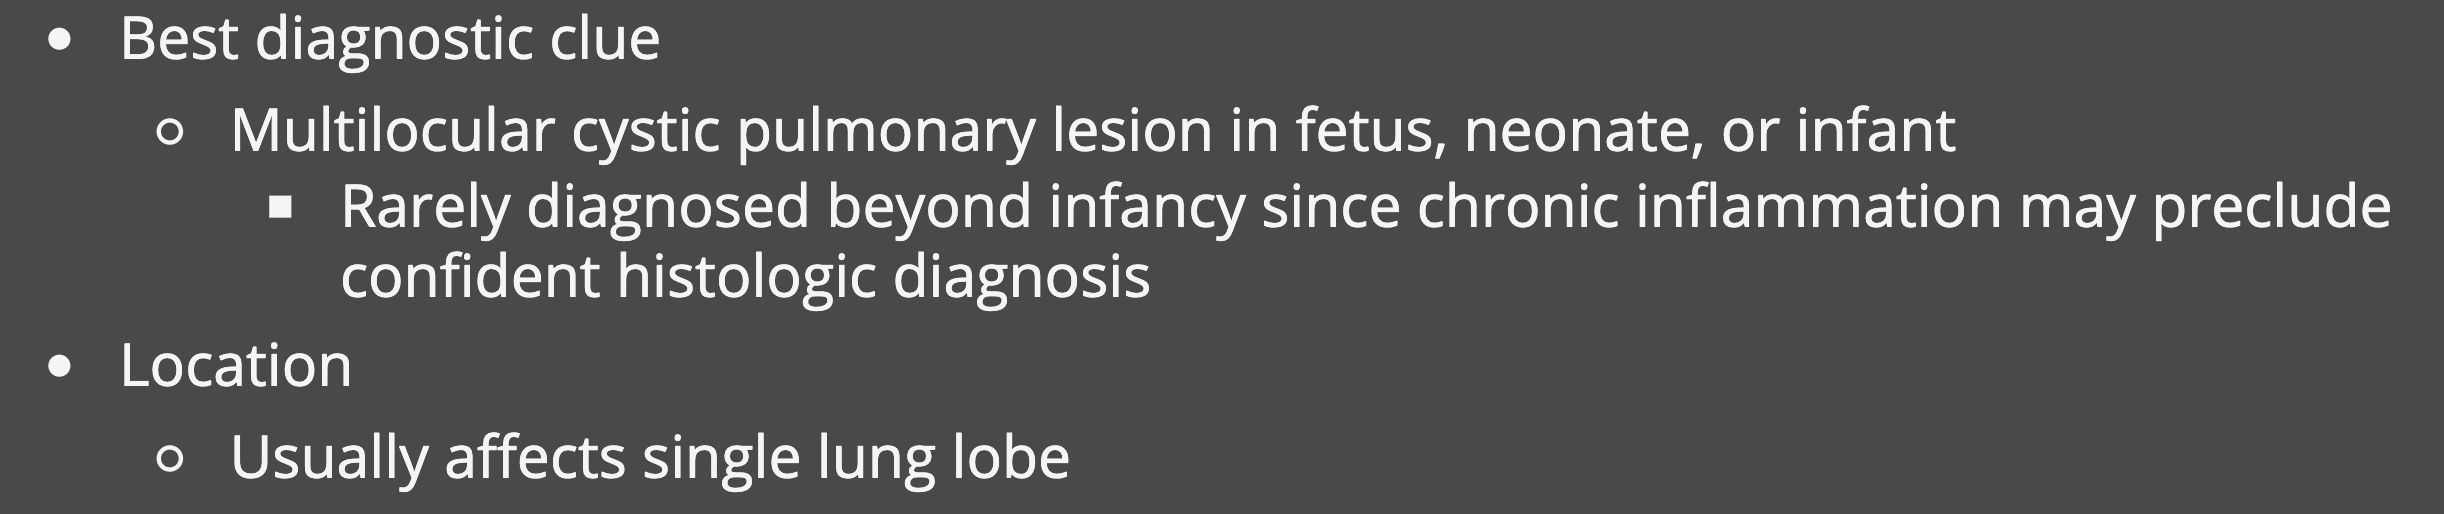 • Best diagnostic clue
○ Multilocular cystic pulmonary lesion in fetus, neonate, or infant
■ Rarely diagnosed beyond infancy since chronic inflammation may preclude
confident histologic diagnosis
• Location
○ Usually affects single lung lobe